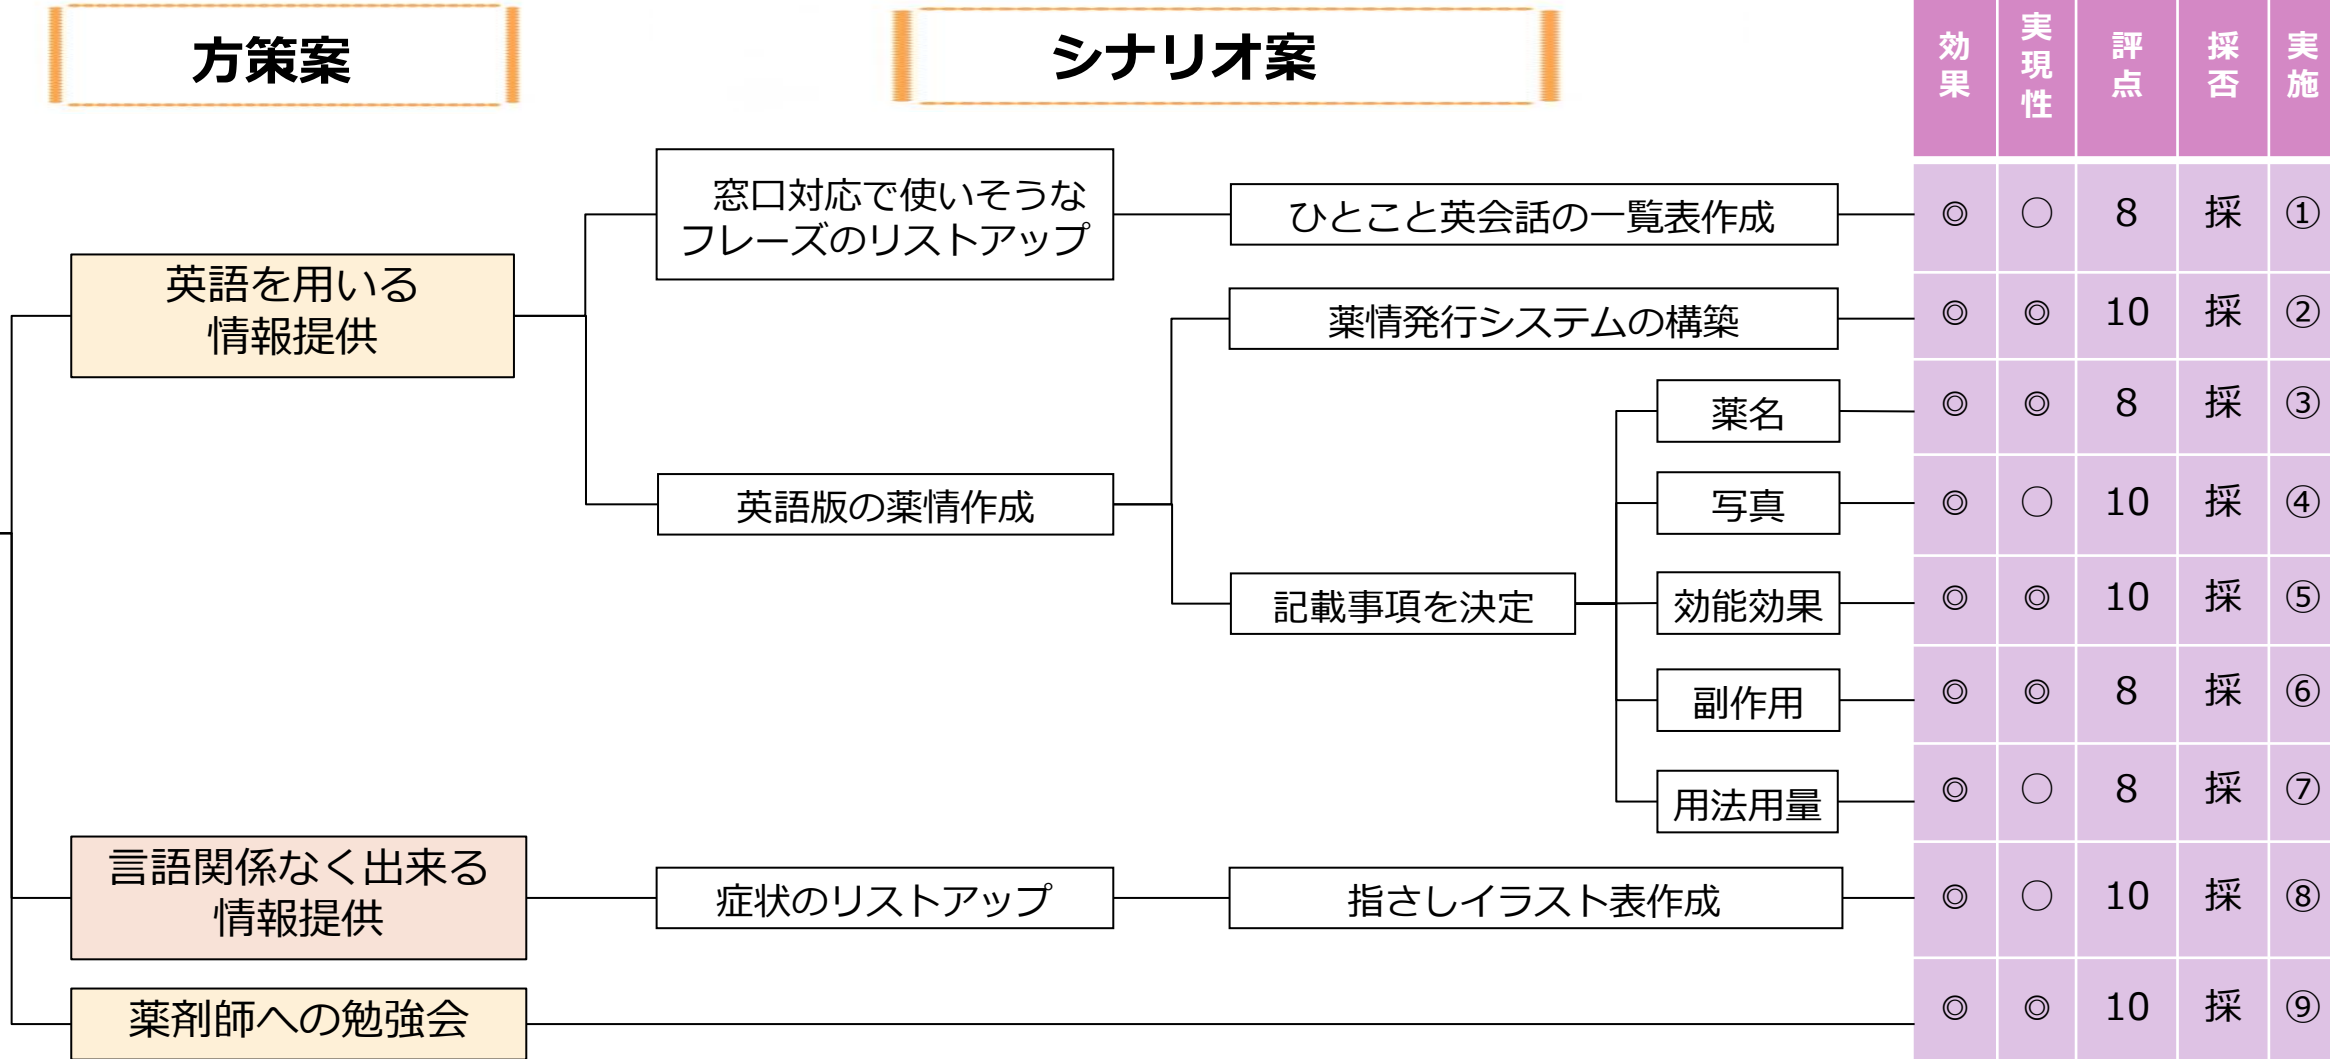 方策案
シナリオ案
効果
実現性
評点
採否
実施
窓口対応で使いそうな
フレーズのリストアップ
ひとこと英会話の一覧表作成
◎ ○ 8 採 ①
英語を用いる
情報提供
薬情発行システムの構築
◎ ◎ 10 採 ②
薬名
◎ ◎ 8 採 ③
英語版の薬情作成
写真
◎ ○ 10 採 ④
記載事項を決定
効能効果
◎ ◎ 10 採 ⑤
副作用
◎ ◎ 8 採 ⑥
用法用量
◎ ○ 8 採 ⑦
言語関係なく出来る
情報提供
症状のリストアップ
指さしイラスト表作成
◎ ○ 10 採 ⑧
薬剤師への勉強会
◎ ◎ 10 採 ⑨